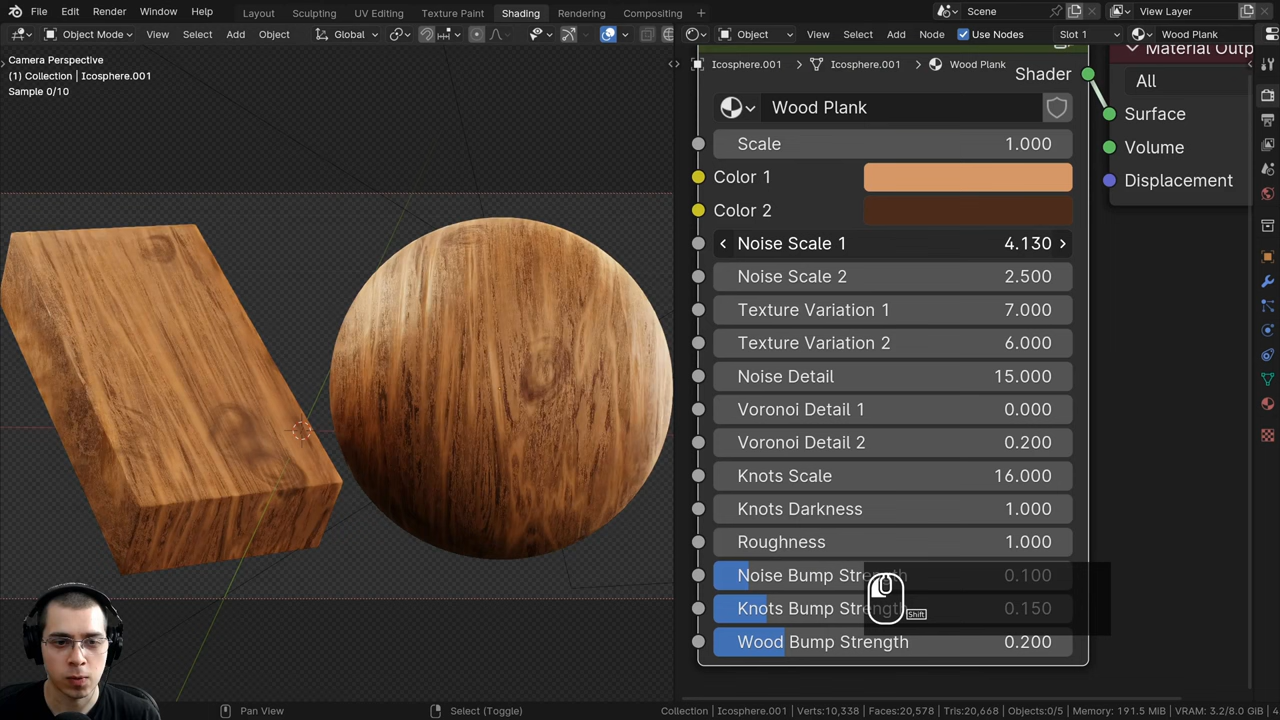 File Edit Render Window Help Layout Sculpting UV Editing Texture Paint Shading Rendering Compositing + Scene View Layer
Object Mode View Select Add Object Global Object View Select Add Node Use Nodes Slot 1 Wood Plank
Camera Perspective
(1) Collection | Icosphere.001
Sample 0/10
Icosphere.001 > Icosphere.001 > Wood Plank
Material Outp
Shader
All
Wood Plank
Surface
Scale 1.000
Volume
Color 1
Displacement
Color 2
Noise Scale 1 4.130
Noise Scale 2 2.500
Texture Variation 1 7.000
Texture Variation 2 6.000
Noise Detail 15.000
Voronoi Detail 1 0.000
Voronoi Detail 2 0.200
Knots Scale 16.000
Knots Darkness 1.000
Roughness 1.000
Noise Bump Strength 0.100
Knots Bump Strength 0.150
Shift
Wood Bump Strength 0.200
Pan View Select (Toggle) Collection | Icosphere.001 | Verts:10,338 | Faces:20,578 | Tris:20,668 | Objects:0/5 | Memory: 191.5 MiB | VRAM: 3.2/8.0 GiB | 4